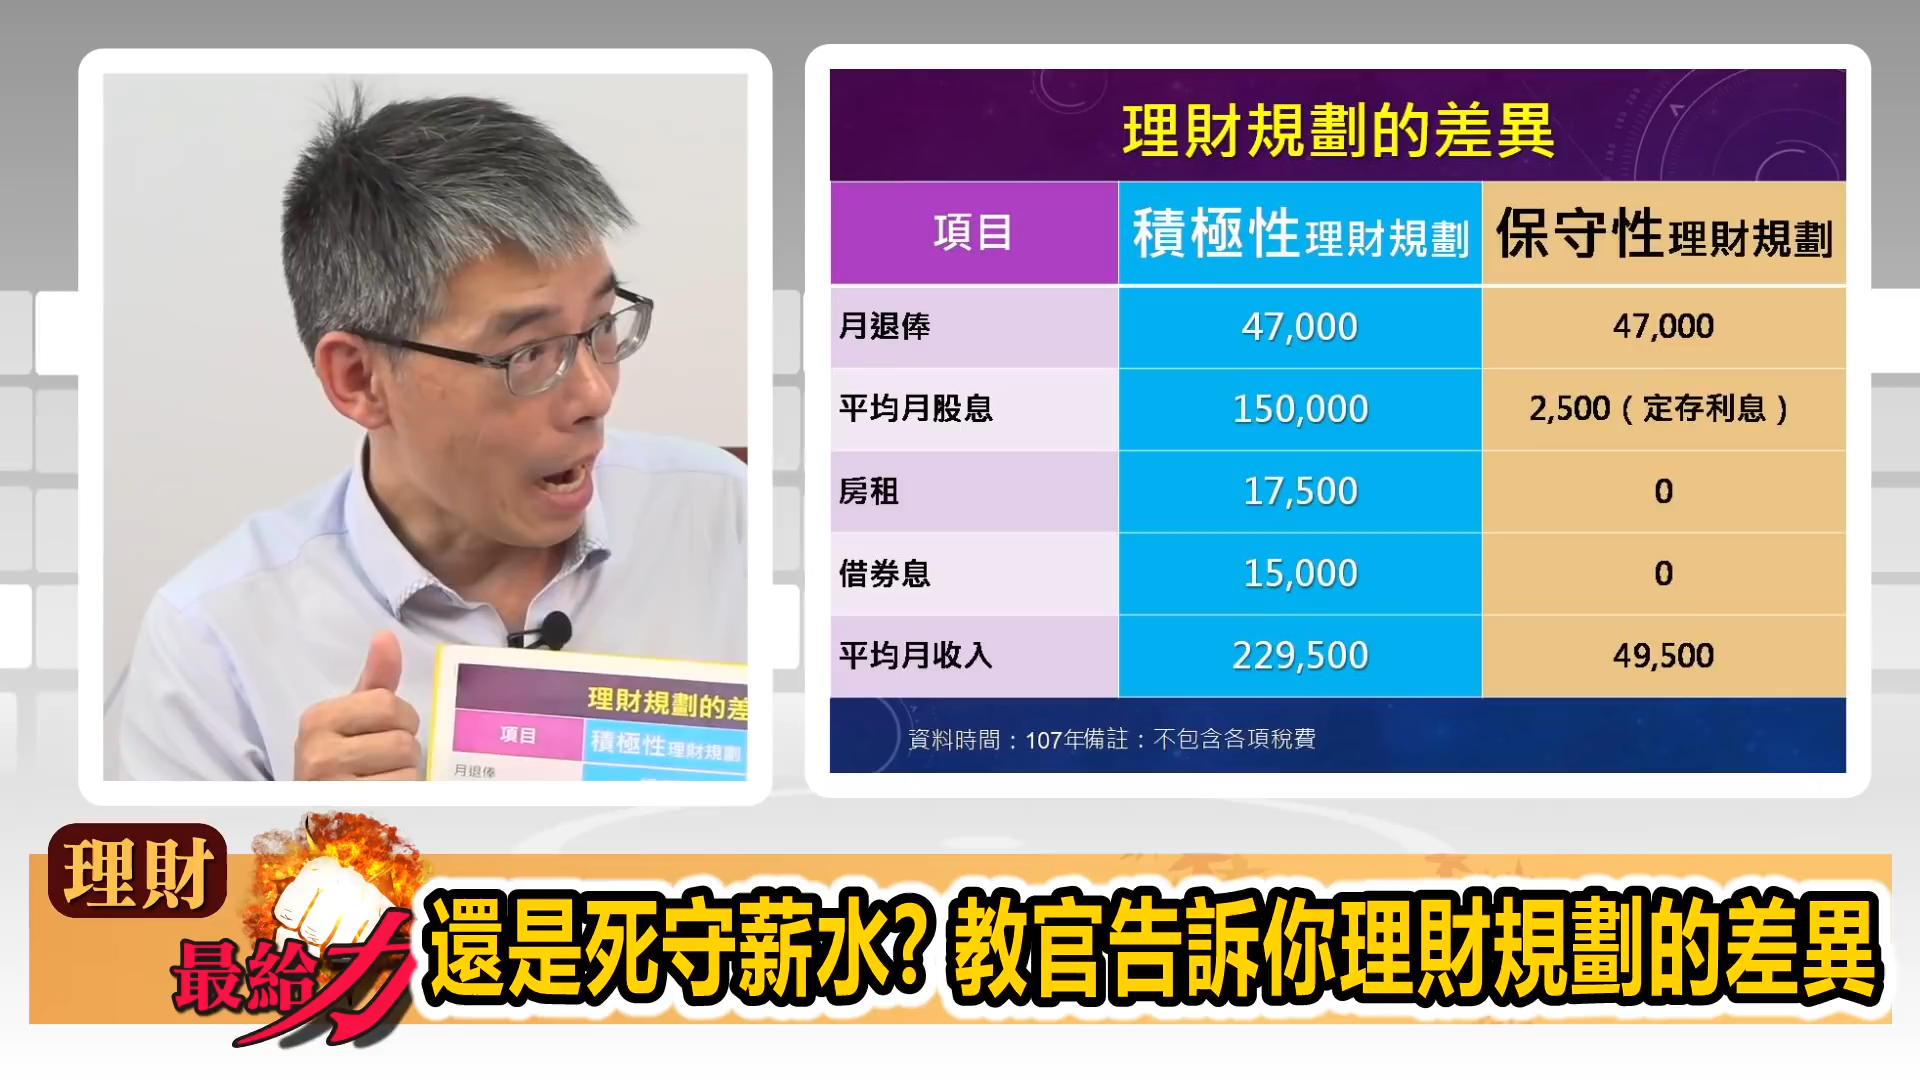 理財規劃的差異
項目 積極性理財規劃 保守性理財規劃
月退俸 47,000 47,000
平均月股息 150,000 2,500(定存利息)
房租 17,500 0
借券息 15,000 0
平均月收入 229,500 49,500
資料時間:107年備註:不包含各項稅費
理財規劃的差
項目 積極性理財規劃
月退俸
理財
最給力
還是死守薪水? 教官告訴你理財規劃的差異